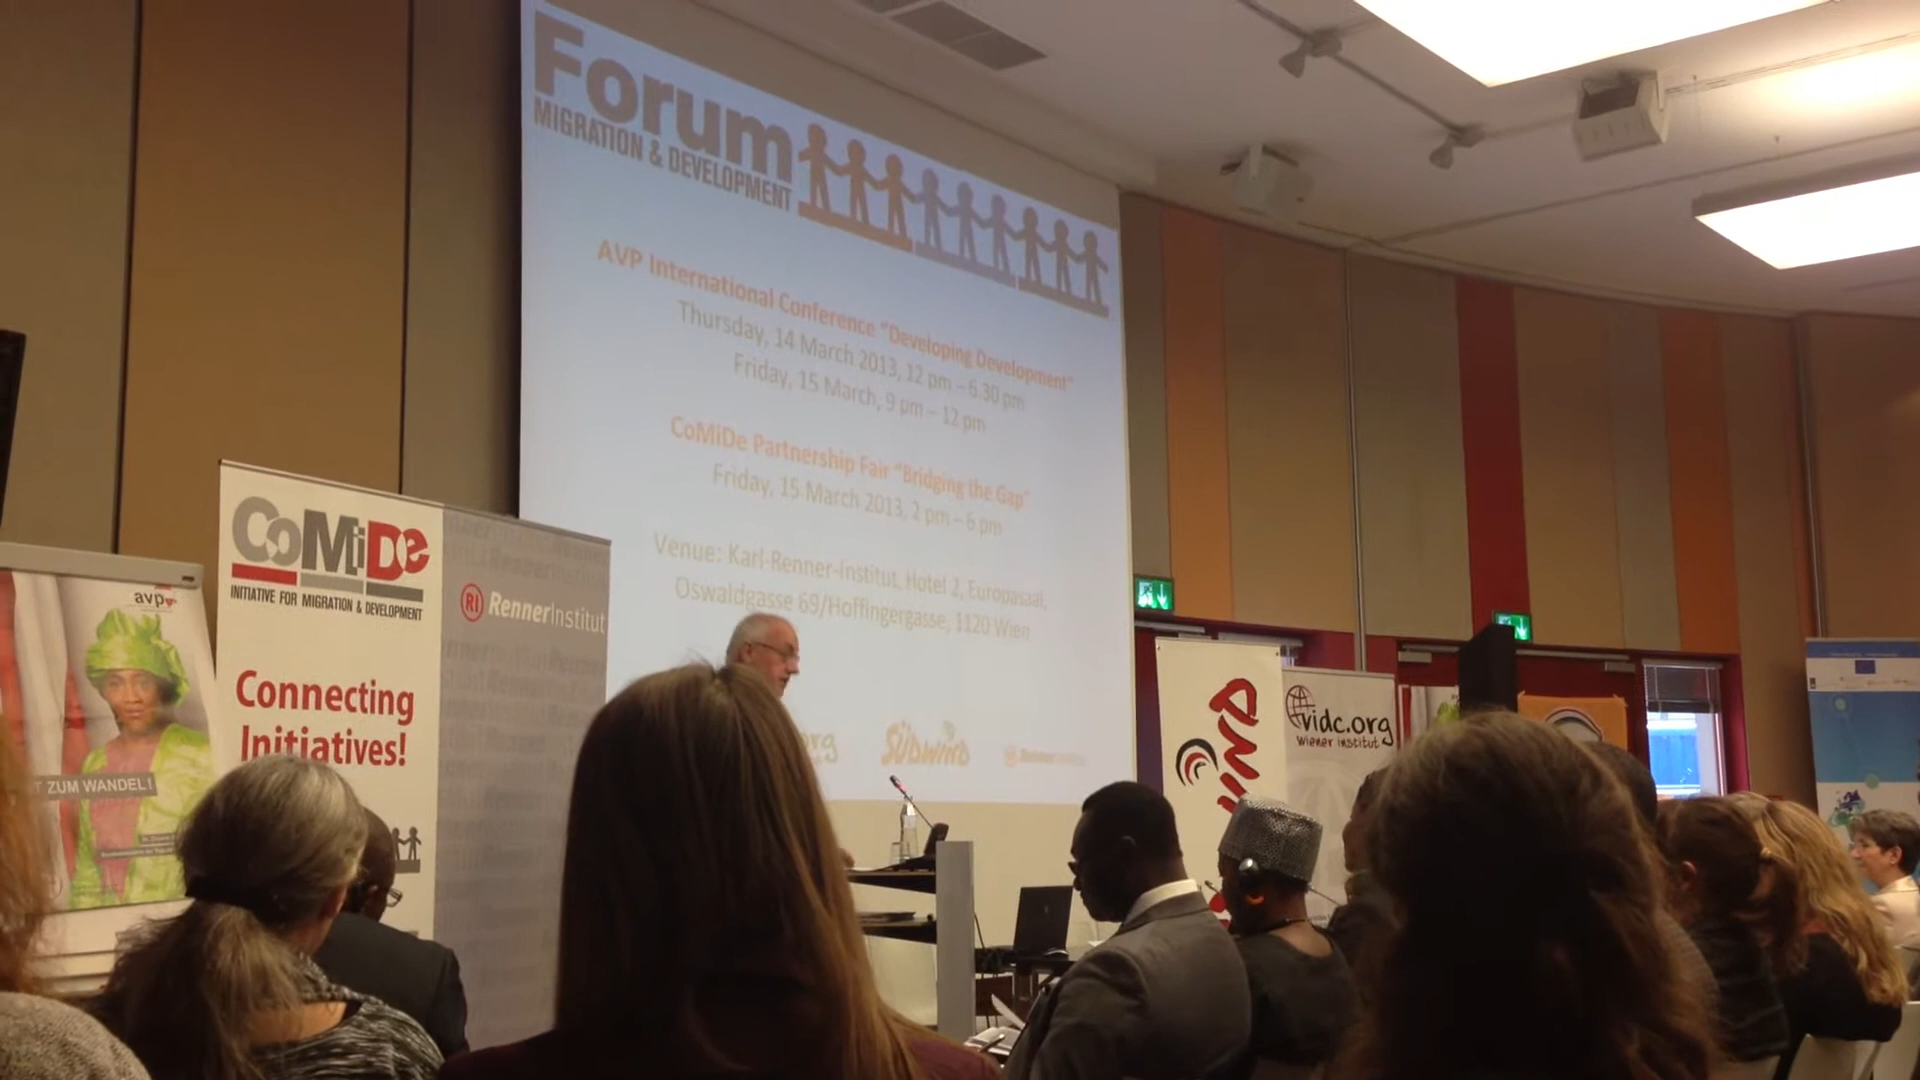 Forum
MIGRATION & DEVELOPMENT
AVP International Conference "Developing Development"
Thursday, 14 March 2013, 12 pm – 6.30 pm
Friday, 15 March, 9 pm – 12 pm
CoMiDe Partnership Fair "Bridging the Gap"
Friday, 15 March 2013, 2 pm – 6 pm
Venue: Karl-Renner-Institut, Hotel 2, Europasaal,
Oswaldgasse 69/Hoffingergasse, 1120 Wien
SÜDWIND
RennerInstitut
CoMiDe
INITIATIVE FOR MIGRATION & DEVELOPMENT
Connecting
Initiatives!
RI RennerInstitut
avp
T ZUM WANDEL!
WIND
vidc.org
wiener institut